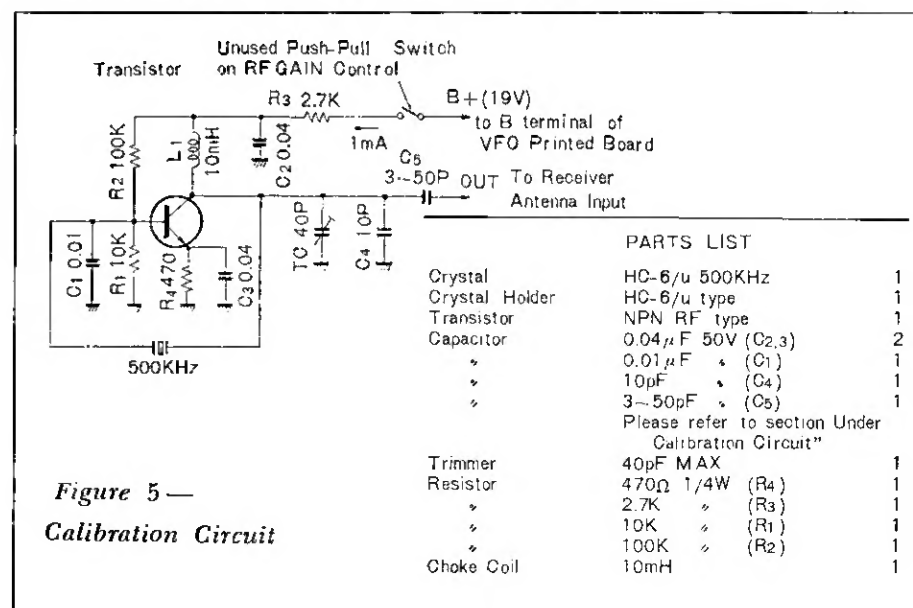 Unused Push-Pull Switch
on RF GAIN Control
Transistor
R3 2.7K
B+(19V)
to B terminal of
VFO Printed Board
1mA
L1
10mH
C2 0.04
R2 100K
C5
3~50P
OUT To Receiver
Antenna Input
C1 0.01
R1 10K
R4 470
C3 0.04
TC 40P
C4 10P
500KHz
PARTS LIST
Crystal HC-6/u 500KHz 1
Crystal Holder HC-6/u type 1
Transistor NPN RF type 1
Capacitor 0.04μF 50V (C2,3) 2
〃 0.01μF 〃 (C1) 1
〃 10pF 〃 (C4) 1
〃 3~50pF 〃 (C5) 1
Please refer to section Under
Calibration Circuit"
Trimmer 40pF MAX 1
Resistor 470Ω 1/4W (R4) 1
〃 2.7K 〃 (R3) 1
〃 10K 〃 (R1) 1
〃 100K 〃 (R2) 1
Choke Coil 10mH 1
Figure 5—
Calibration Circuit